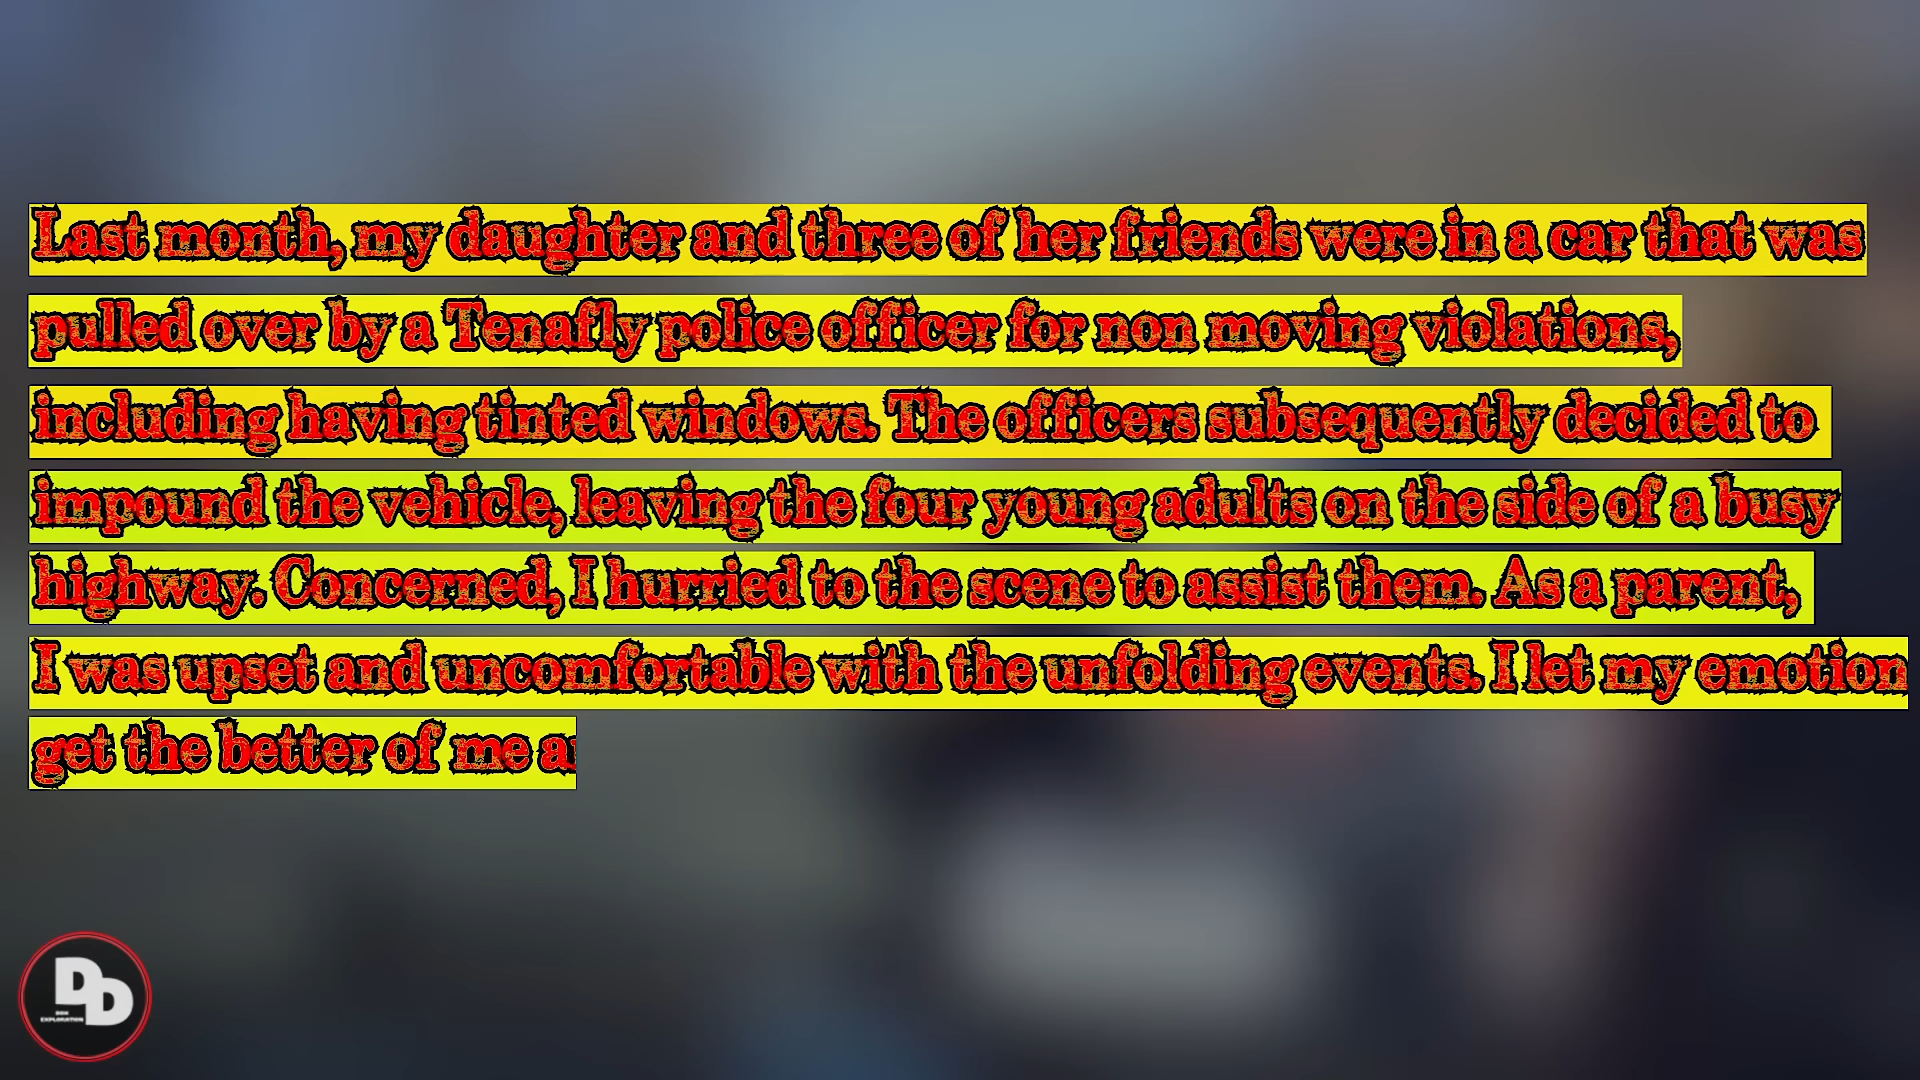 Last month, my daughter and three of her friends were in a car that was
pulled over by a Tenafly police officer for non moving violations,
including having tinted windows. The officers subsequently decided to
impound the vehicle, leaving the four young adults on the side of a busy
highway. Concerned, I hurried to the scene to assist them. As a parent,
I was upset and uncomfortable with the unfolding events. I let my emotion
get the better of me a
DD
EXPLORATION